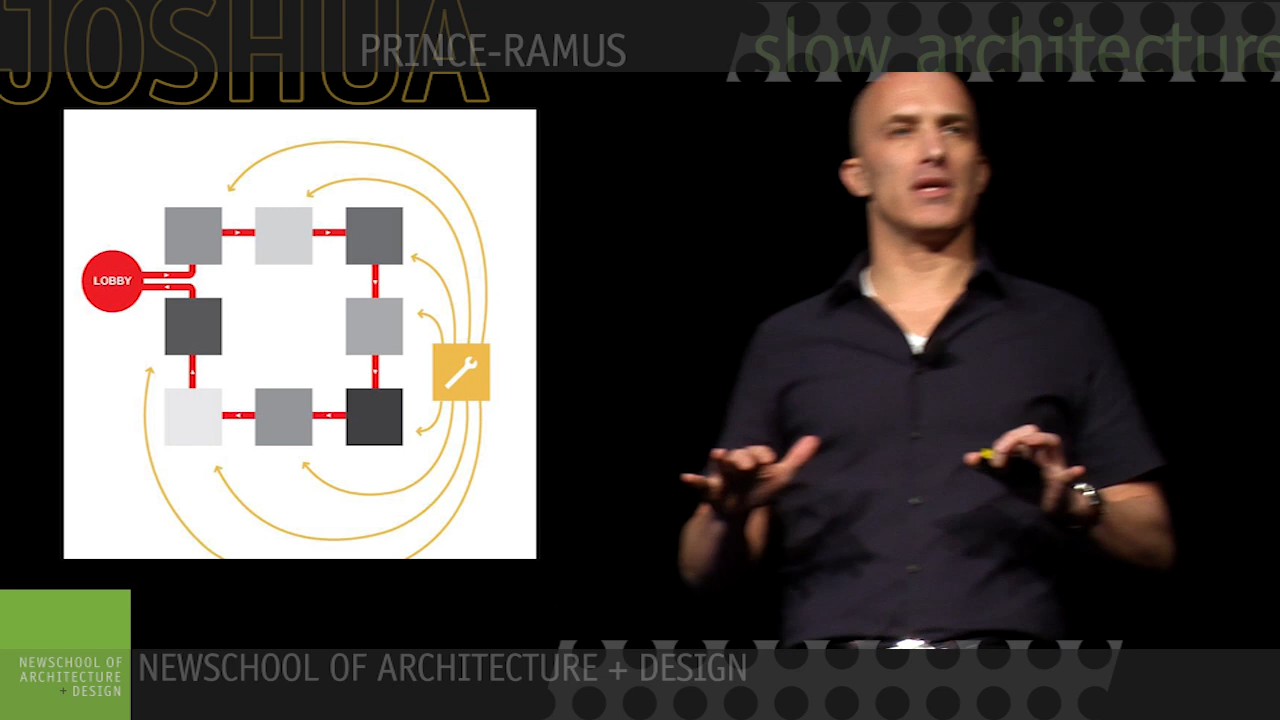 JOSHUA
PRINCE-RAMUS
slow architecture
LOBBY
NEWSCHOOL OF
ARCHITECTURE
+ DESIGN
NEWSCHOOL OF ARCHITECTURE + DESIGN